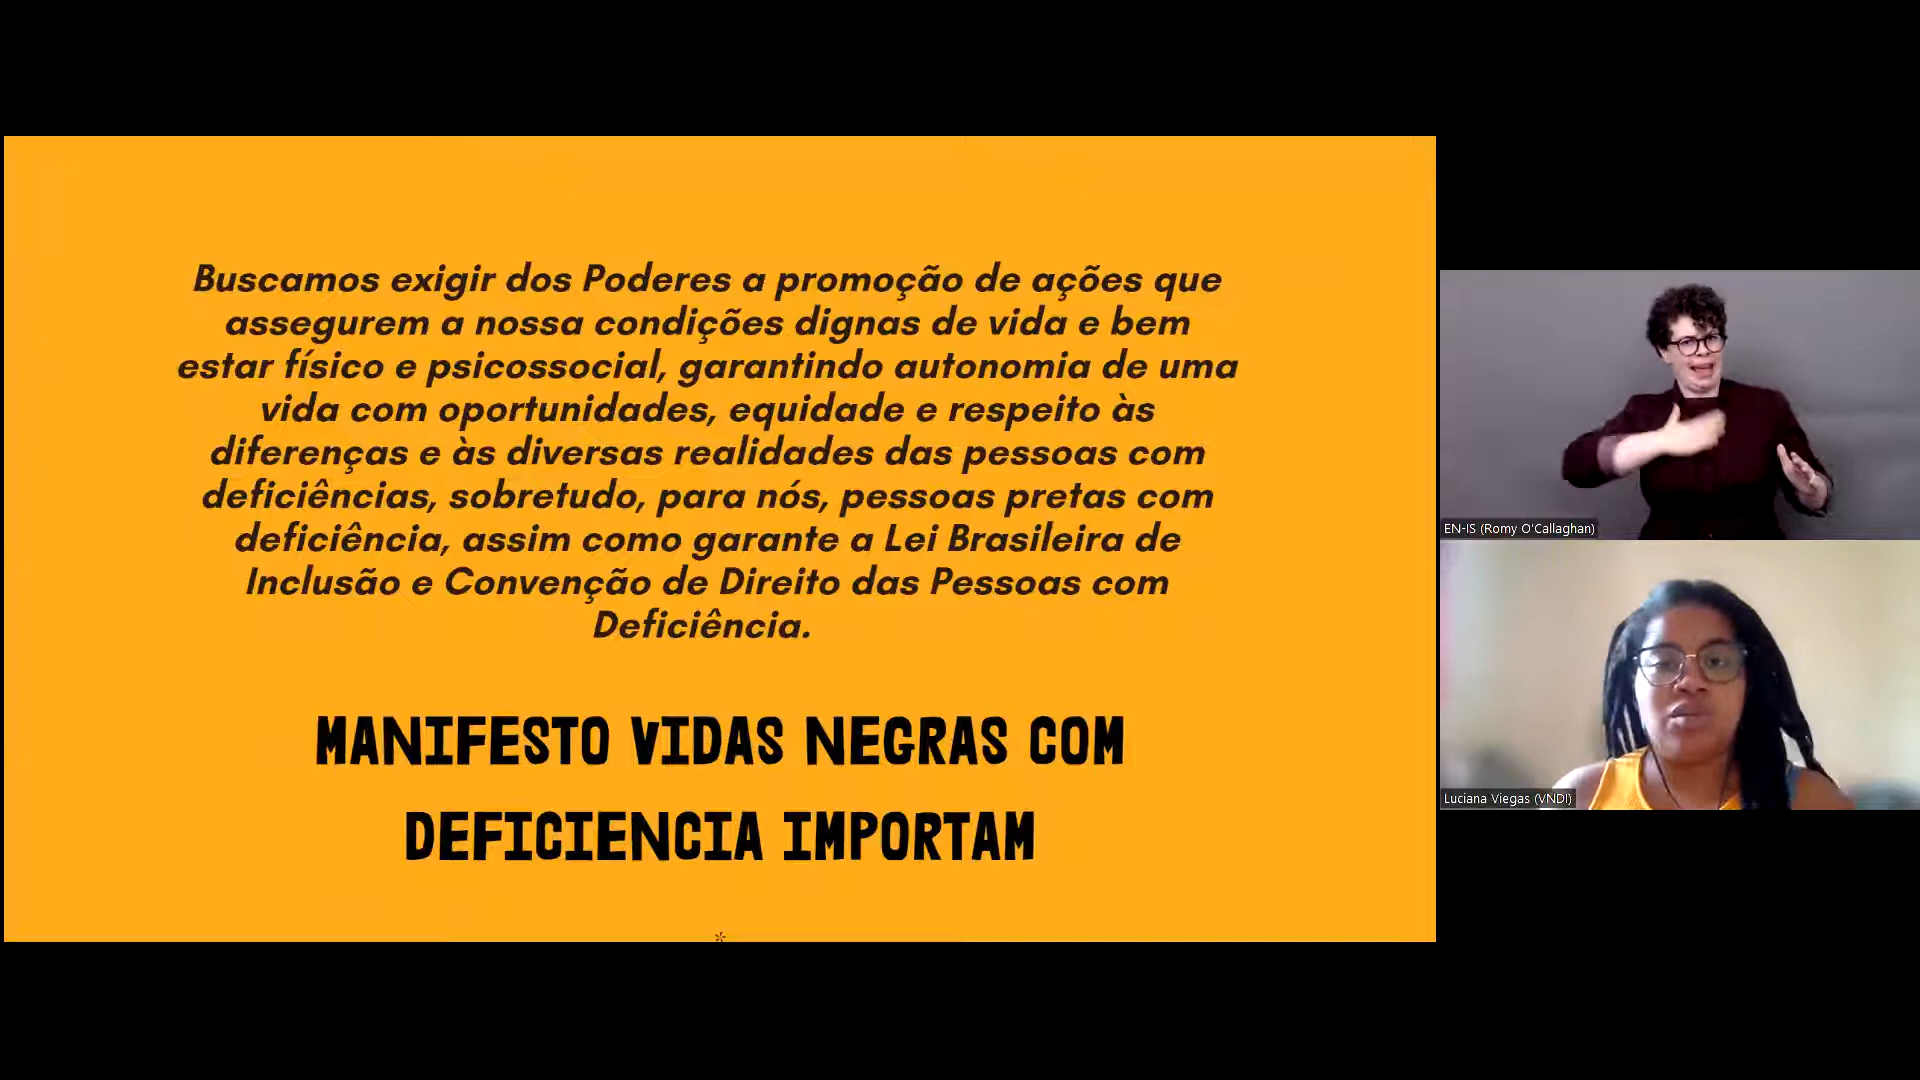 Buscamos exigir dos Poderes a promoção de ações que
assegurem a nossa condições dignas de vida e bem
estar físico e psicossocial, garantindo autonomia de uma
vida com oportunidades, equidade e respeito às
diferenças e às diversas realidades das pessoas com
deficiências, sobretudo, para nós, pessoas pretas com
deficiência, assim como garante a Lei Brasileira de
Inclusão e Convenção de Direito das Pessoas com
Deficiência.
MANIFESTO VIDAS NEGRAS COM
DEFICIENCIA IMPORTAM
*
EN-IS (Romy O'Callaghan)
Luciana Viegas (VNDI)